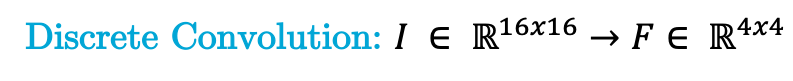 Discrete Convolution: I ∈ ℝ^{16x16} → F ∈ ℝ^{4x4}